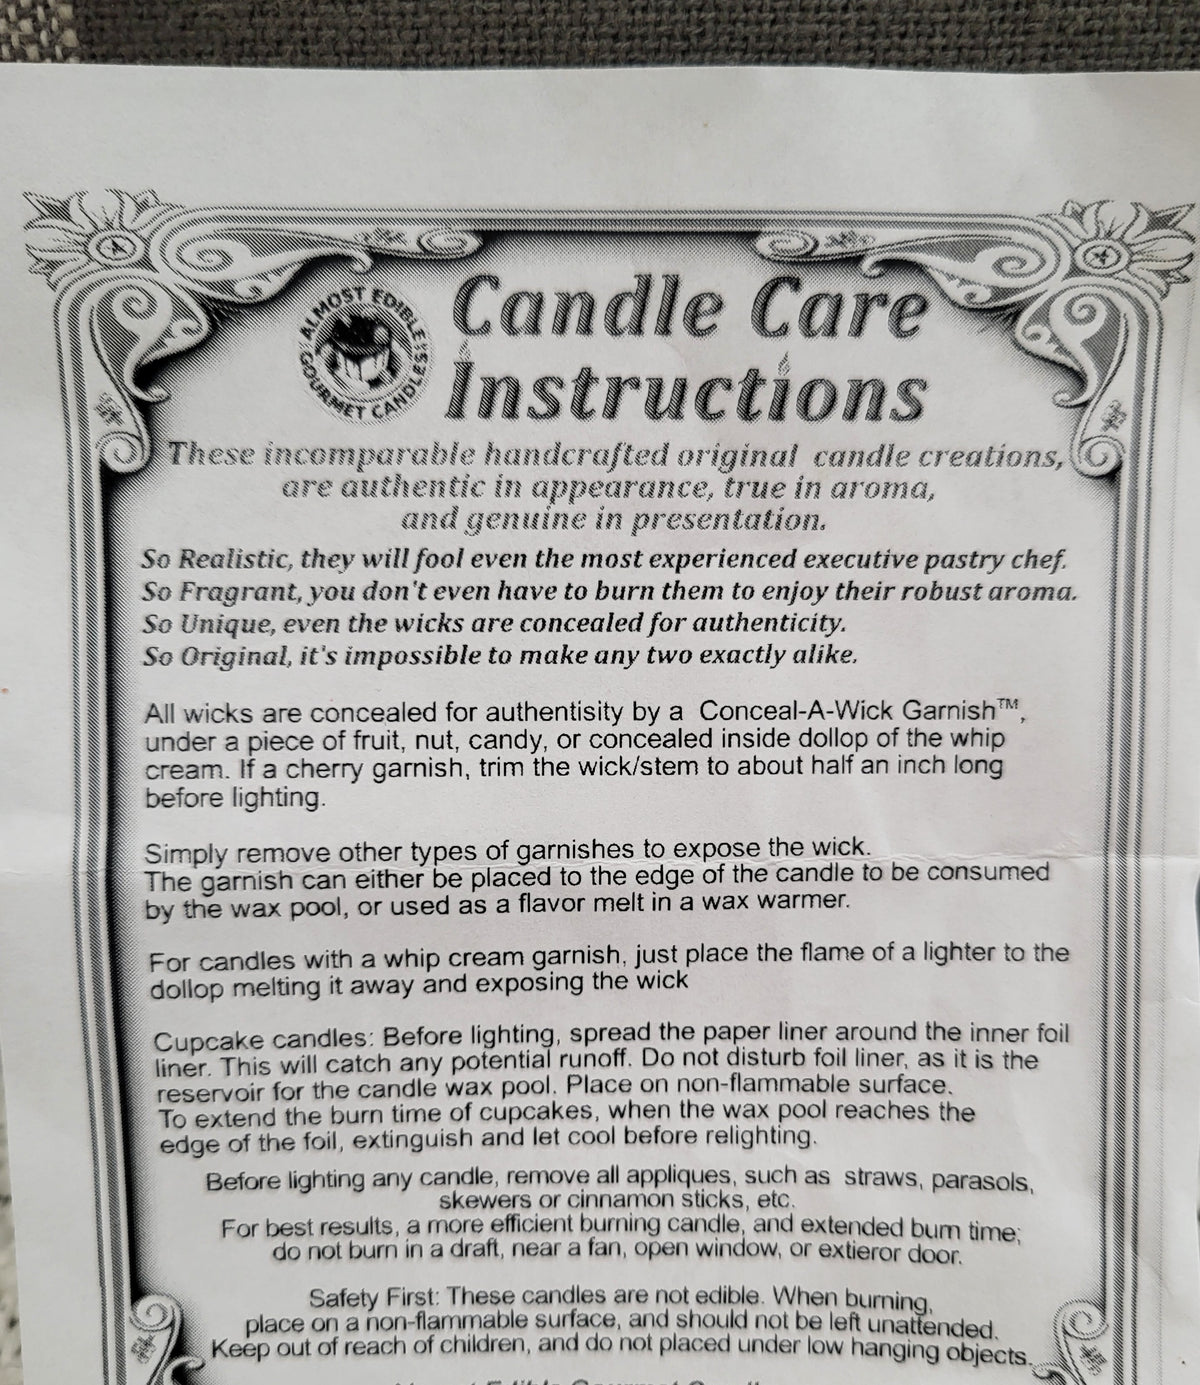 ALMOST EDIBLES
GOURMET CANDLES
Candle Care
Instructions
These incomparable handcrafted original candle creations,
are authentic in appearance, true in aroma,
and genuine in presentation.
So Realistic, they will fool even the most experienced executive pastry chef.
So Fragrant, you don't even have to burn them to enjoy their robust aroma.
So Unique, even the wicks are concealed for authenticity.
So Original, it's impossible to make any two exactly alike.
All wicks are concealed for authentisity by a Conceal-A-Wick Garnish™,
under a piece of fruit, nut, candy, or concealed inside dollop of the whip
cream. If a cherry garnish, trim the wick/stem to about half an inch long
before lighting.
Simply remove other types of garnishes to expose the wick.
The garnish can either be placed to the edge of the candle to be consumed
by the wax pool, or used as a flavor melt in a wax warmer.
For candles with a whip cream garnish, just place the flame of a lighter to the
dollop melting it away and exposing the wick
Cupcake candles: Before lighting, spread the paper liner around the inner foil
liner. This will catch any potential runoff. Do not disturb foil liner, as it is the
reservoir for the candle wax pool. Place on non-flammable surface.
To extend the burn time of cupcakes, when the wax pool reaches the
edge of the foil, extinguish and let cool before relighting.
Before lighting any candle, remove all appliques, such as straws, parasols,
skewers or cinnamon sticks, etc.
For best results, a more efficient burning candle, and extended burn time;
do not burn in a draft, near a fan, open window, or extieror door.
Safety First: These candles are not edible. When burning,
place on a non-flammable surface, and should not be left unattended.
Keep out of reach of children, and do not placed under low hanging objects.